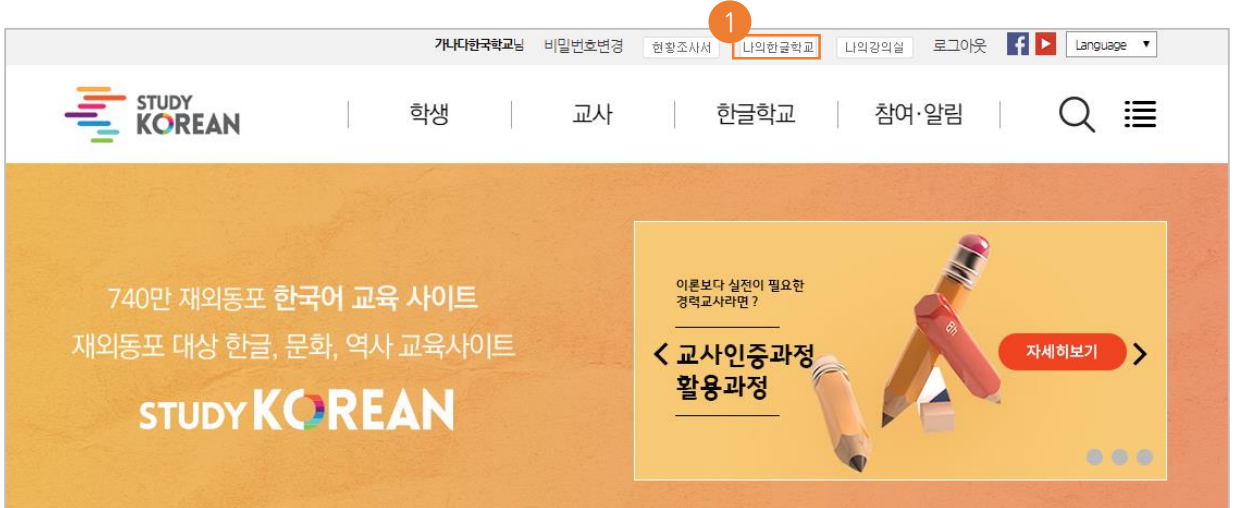 1
가나다한국학교님 비밀번호변경 현황조사서 나의한글학교 나의강의실 로그아웃 f Language
STUDY
KOREAN
학생 교사 한글학교 참여·알림
740만 재외동포 한국어 교육 사이트
재외동포 대상 한글, 문화, 역사 교육사이트
STUDY KOREAN
이론보다 실전이 필요한
경력교사라면 ?
교사인증과정
활용과정
자세히보기